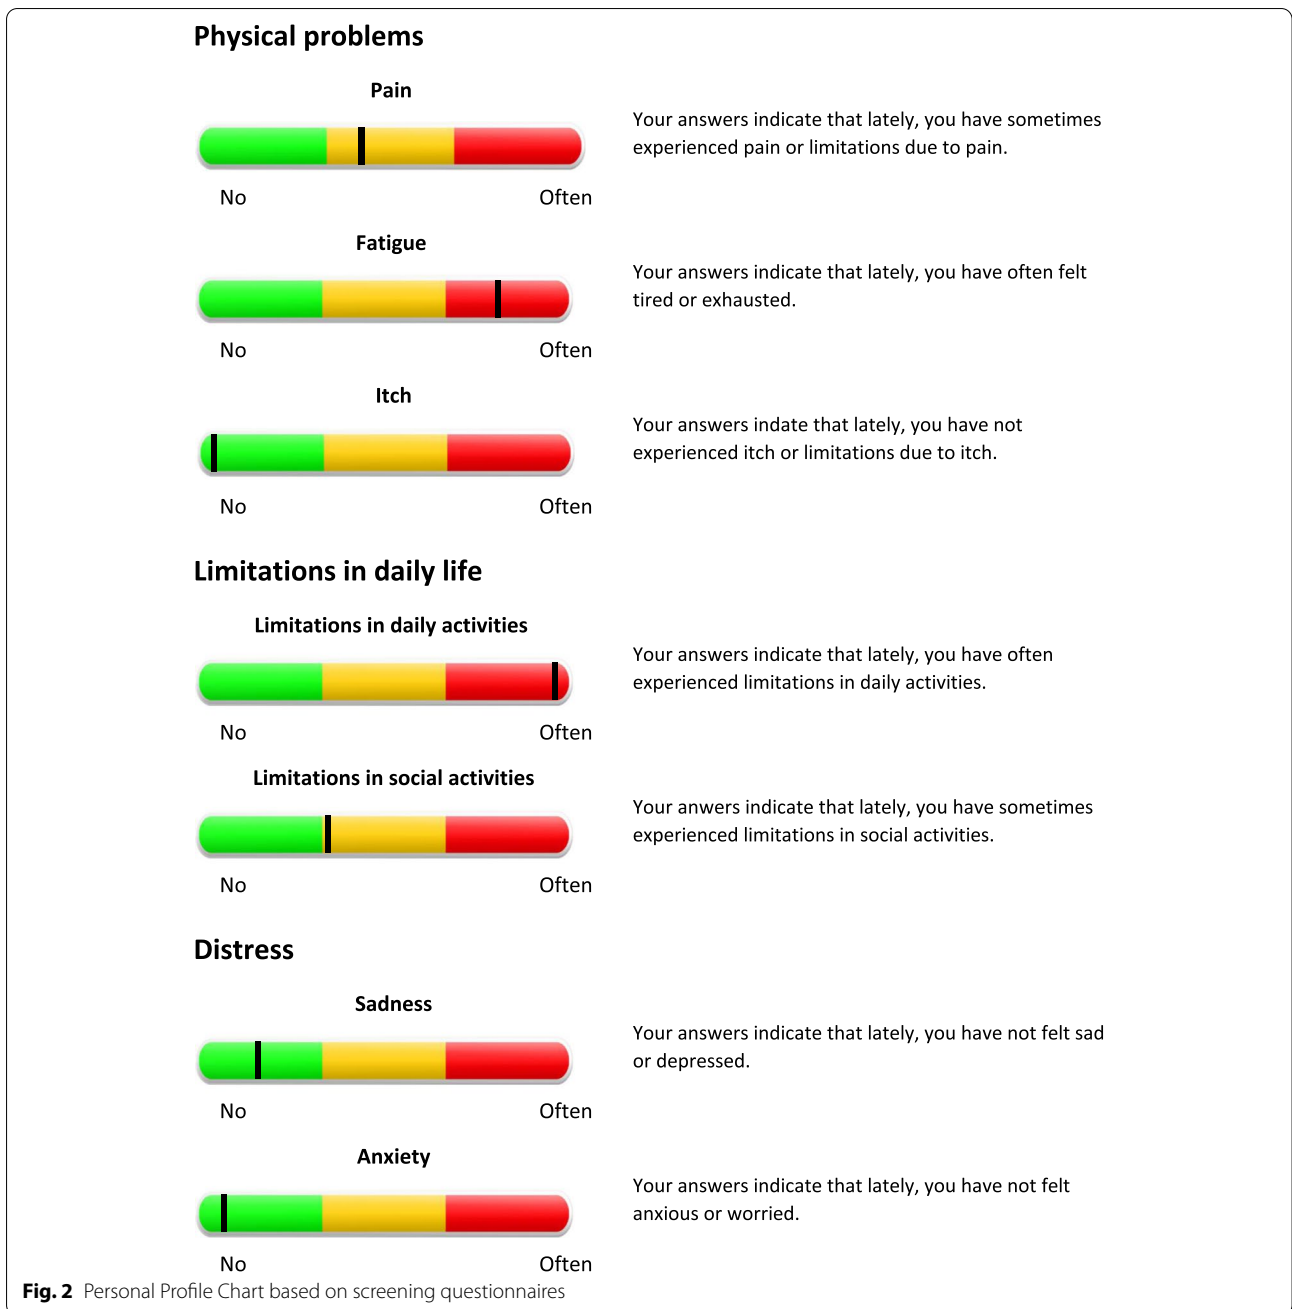 Physical problems
Pain
Your answers indicate that lately, you have sometimes
experienced pain or limitations due to pain.
No Often
Fatigue
Your answers indicate that lately, you have often felt
tired or exhausted.
No Often
Itch
Your answers indate that lately, you have not
experienced itch or limitations due to itch.
No Often
Limitations in daily life
Limitations in daily activities
Your answers indicate that lately, you have often
experienced limitations in daily activities.
No Often
Limitations in social activities
Your anwers indicate that lately, you have sometimes
experienced limitations in social activities.
No Often
Distress
Sadness
Your answers indicate that lately, you have not felt sad
or depressed.
No Often
Anxiety
Your answers indicate that lately, you have not felt
anxious or worried.
No Often
Fig. 2 Personal Profile Chart based on screening questionnaires